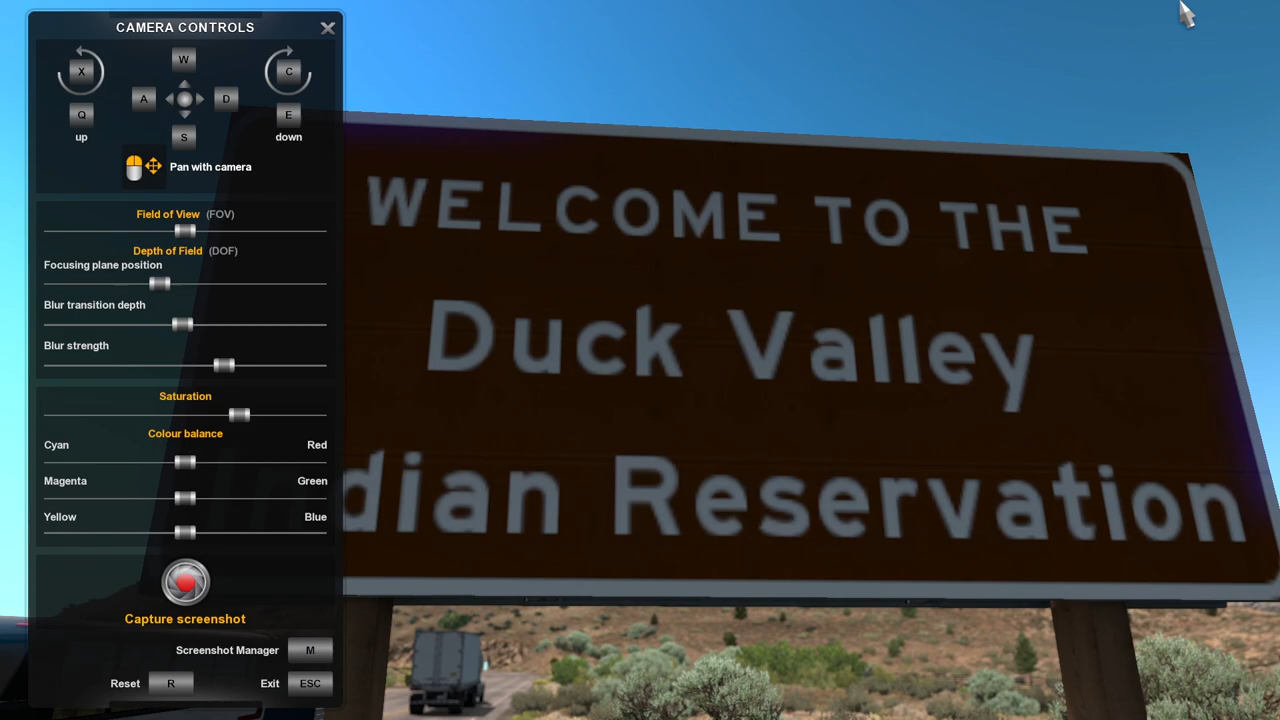 CAMERA CONTROLS
X
W
C
A
D
Q
E
up
S
down
Pan with camera
Field of View (FOV)
Depth of Field (DOF)
Focusing plane position
Blur transition depth
Blur strength
Saturation
Colour balance
Cyan Red
Magenta Green
Yellow Blue
Capture screenshot
Screenshot Manager M
Reset R Exit ESC
WELCOME TO THE
Duck Valley
dian Reservation